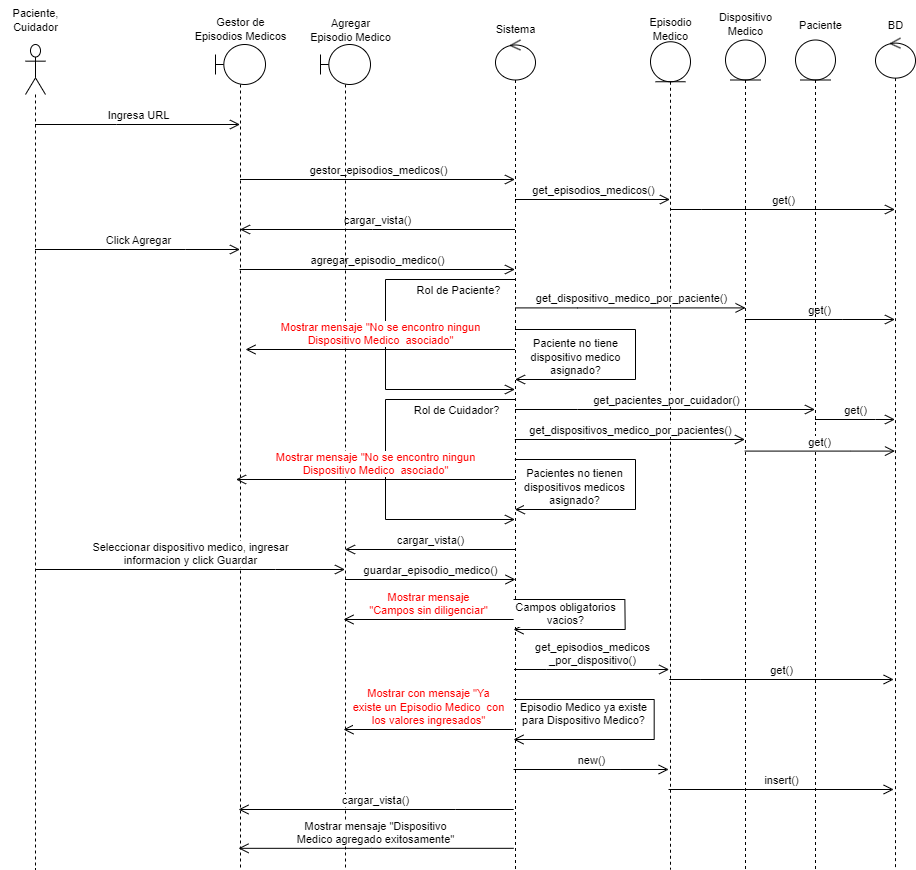 Paciente,
Cuidador
Gestor de
Episodios Medicos
Agregar
Episodio Medico
Sistema
Episodio
Medico
Dispositivo
Medico
Paciente
BD
Ingresa URL
gestor_episodios_medicos()
get_episodios_medicos()
get()
cargar_vista()
Click Agregar
agregar_episodio_medico()
Rol de Paciente?
get_dispositivo_medico_por_paciente()
get()
Mostrar mensaje "No se encontro ningun
Dispositivo Medico  asociado"
Paciente no tiene
dispositivo medico
asignado?
Rol de Cuidador?
get_pacientes_por_cuidador()
get()
get_dispositivos_medico_por_pacientes()
get()
Mostrar mensaje "No se encontro ningun
Dispositivo Medico  asociado"
Pacientes no tienen
dispositivos medicos
asignado?
cargar_vista()
Seleccionar dispositivo medico, ingresar
informacion y click Guardar
guardar_episodio_medico()
Mostrar mensaje
"Campos sin diligenciar"
Campos obligatorios
vacios?
get_episodios_medicos
_por_dispositivo()
get()
Mostrar con mensaje "Ya
existe un Episodio Medico  con
los valores ingresados"
Episodio Medico ya existe
para Dispositivo Medico?
new()
insert()
cargar_vista()
Mostrar mensaje "Dispositivo
Medico agregado exitosamente"